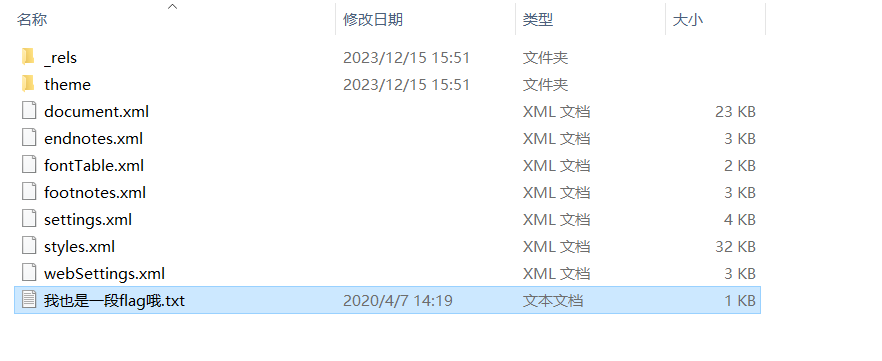 名称 修改日期 类型 大小
_rels 2023/12/15 15:51 文件夹
theme 2023/12/15 15:51 文件夹
document.xml XML 文档 23 KB
endnotes.xml XML 文档 3 KB
fontTable.xml XML 文档 2 KB
footnotes.xml XML 文档 3 KB
settings.xml XML 文档 4 KB
styles.xml XML 文档 32 KB
webSettings.xml XML 文档 3 KB
我也是一段flag哦.txt 2020/4/7 14:19 文本文档 1 KB